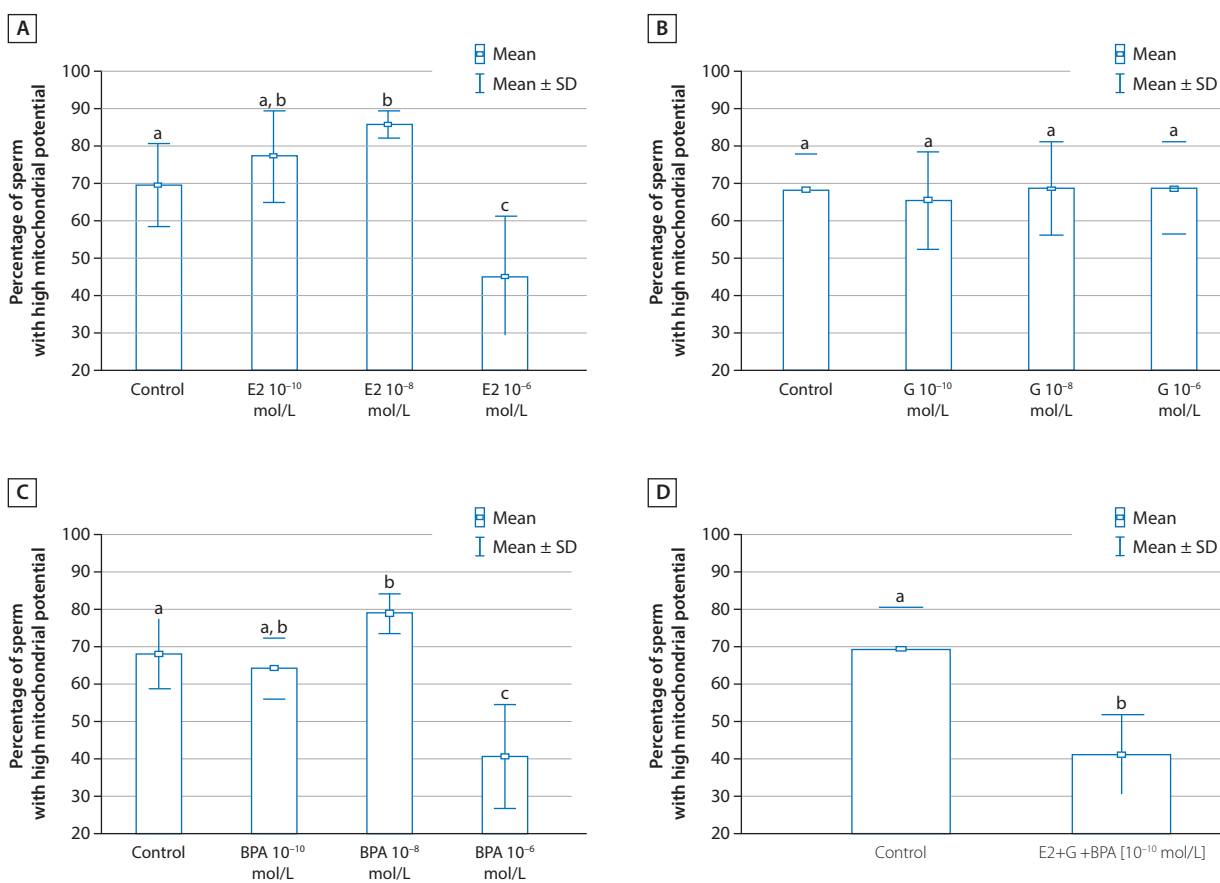 A
Mean
Mean ± SD
Percentage of sperm
with high mitochondrial potential
100
90
80
70
60
50
40
30
20
a
a, b
b
c
Control
E2 10⁻¹⁰
mol/L
E2 10⁻⁸
mol/L
E2 10⁻⁶
mol/L
B
Mean
Mean ± SD
Percentage of sperm
with high mitochondrial potential
100
90
80
70
60
50
40
30
20
a
a
a
a
Control
G 10⁻¹⁰
mol/L
G 10⁻⁸
mol/L
G 10⁻⁶
mol/L
C
Mean
Mean ± SD
Percentage of sperm
with high mitochondrial potential
100
90
80
70
60
50
40
30
20
a
a, b
b
c
Control
BPA 10⁻¹⁰
mol/L
BPA 10⁻⁸
mol/L
BPA 10⁻⁶
mol/L
D
Mean
Mean ± SD
Percentage of sperm
with high mitochondrial potential
100
90
80
70
60
50
40
30
20
a
b
Control
E2+G +BPA [10⁻¹⁰ mol/L]